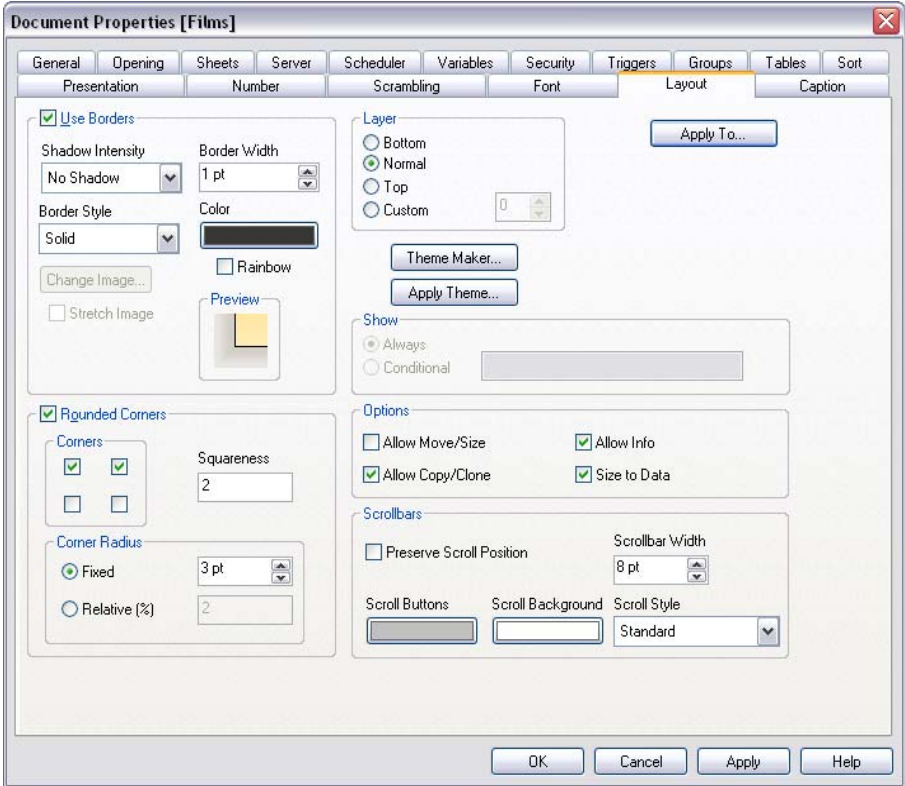 Document Properties [Films]
General Opening Sheets Server Scheduler Variables Security Triggers Groups Tables Sort
Presentation Number Scrambling Font Layout Caption
Use Borders
Shadow Intensity Border Width
No Shadow 1 pt
Border Style Color
Solid
Rainbow
Change Image...
Stretch Image
Preview
Rounded Corners
Corners
Squareness
2
Corner Radius
Fixed 3 pt
Relative (%) 2
Layer
Bottom
Normal
Top
Custom 0
Apply To...
Theme Maker...
Apply Theme...
Show
Always
Conditional
Options
Allow Move/Size Allow Info
Allow Copy/Clone Size to Data
Scrollbars
Preserve Scroll Position
Scrollbar Width
8 pt
Scroll Buttons Scroll Background Scroll Style
Standard
OK Cancel Apply Help